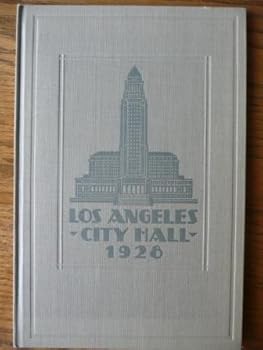 LOS ANGELES
- CITY HALL -
1928